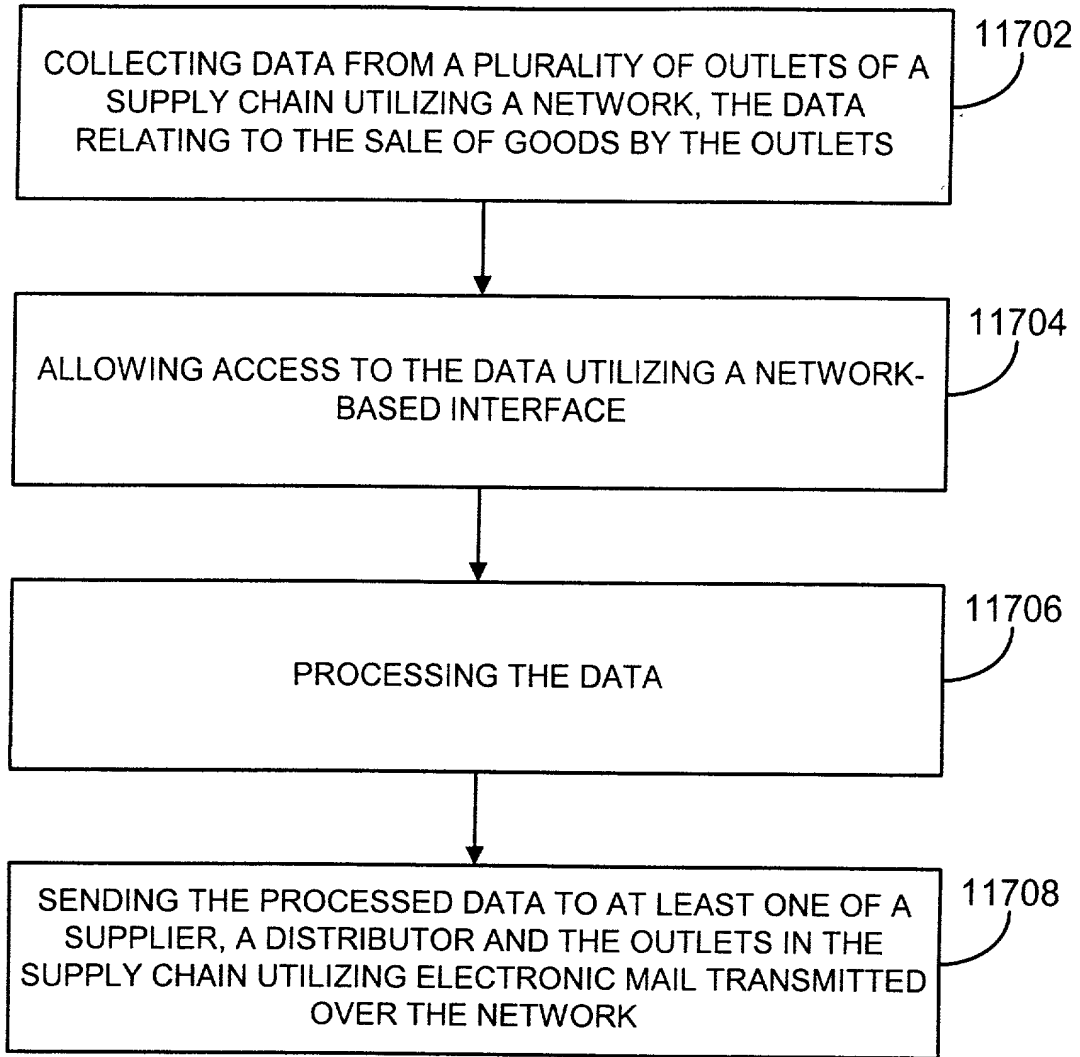 11702
COLLECTING DATA FROM A PLURALITY OF OUTLETS OF A
SUPPLY CHAIN UTILIZING A NETWORK, THE DATA
RELATING TO THE SALE OF GOODS BY THE OUTLETS
11704
ALLOWING ACCESS TO THE DATA UTILIZING A NETWORK-
BASED INTERFACE
11706
PROCESSING THE DATA
11708
SENDING THE PROCESSED DATA TO AT LEAST ONE OF A
SUPPLIER, A DISTRIBUTOR AND THE OUTLETS IN THE
SUPPLY CHAIN UTILIZING ELECTRONIC MAIL TRANSMITTED
OVER THE NETWORK